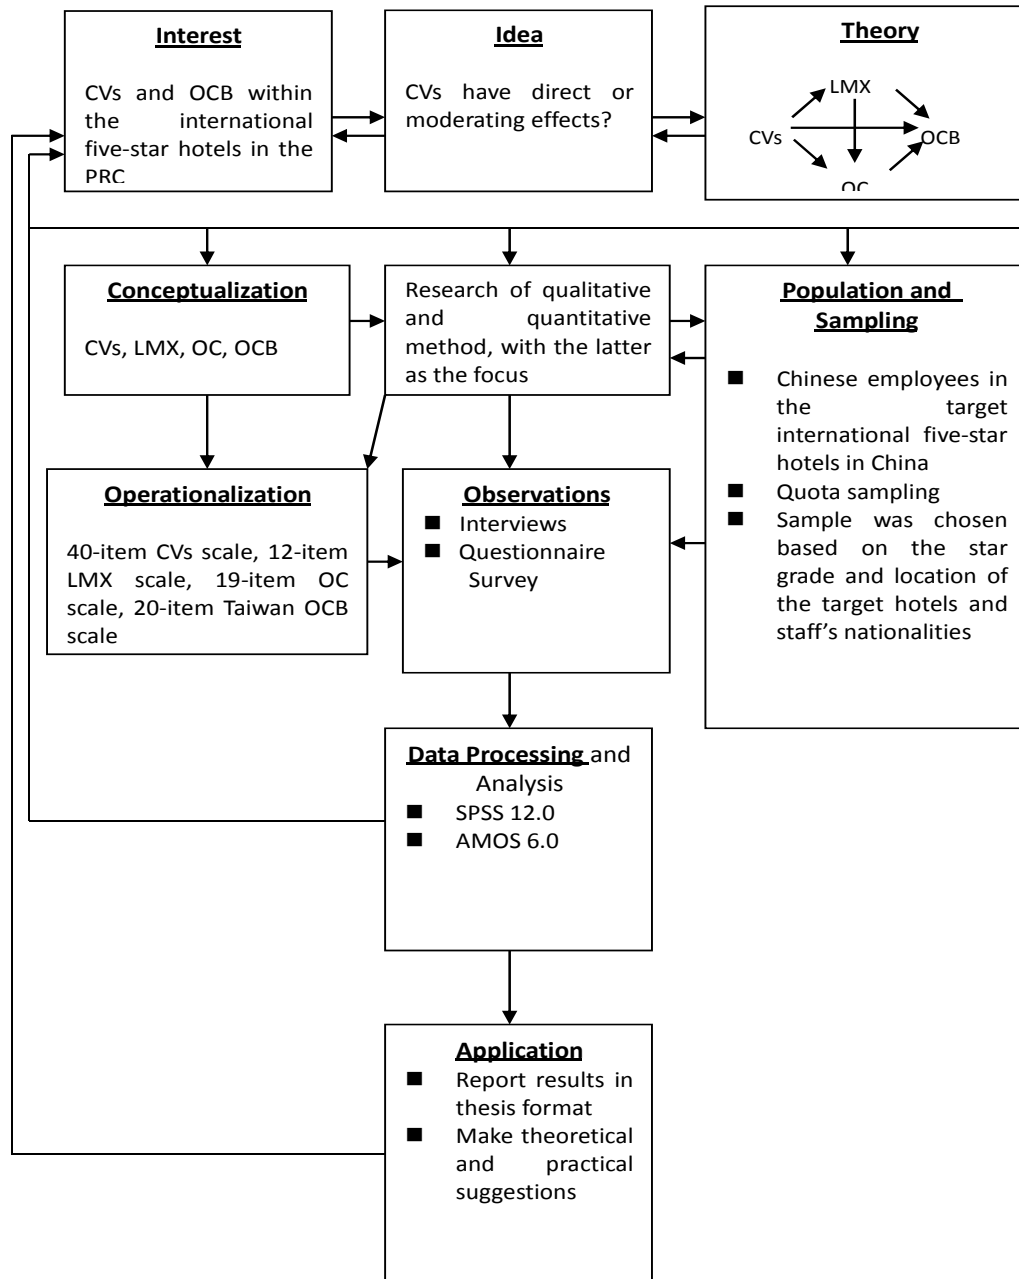 Interest
CVs and OCB within
the international
five-star hotels in the
PRC
Idea
CVs have direct or
moderating effects?
Theory
LMX
CVs
OCB
OC
Conceptualization
CVs, LMX, OC, OCB
Research of qualitative
and quantitative
method, with the latter
as the focus
Population and
Sampling
■ Chinese employees in
the target
international five-star
hotels in China
■ Quota sampling
■ Sample was chosen
based on the star
grade and location of
the target hotels and
staff's nationalities
Operationalization
40-item CVs scale, 12-item
LMX scale, 19-item OC
scale, 20-item Taiwan OCB
scale
Observations
■ Interviews
■ Questionnaire
Survey
Data Processing and
Analysis
■ SPSS 12.0
■ AMOS 6.0
Application
■ Report results in
thesis format
■ Make theoretical
and practical
suggestions